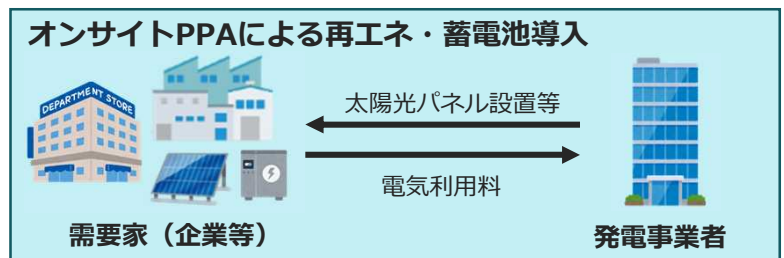 オンサイトPPAによる再エネ・蓄電池導入
DEPARTMENT STORE
太陽光パネル設置等
電気利用料
需要家（企業等）
発電事業者